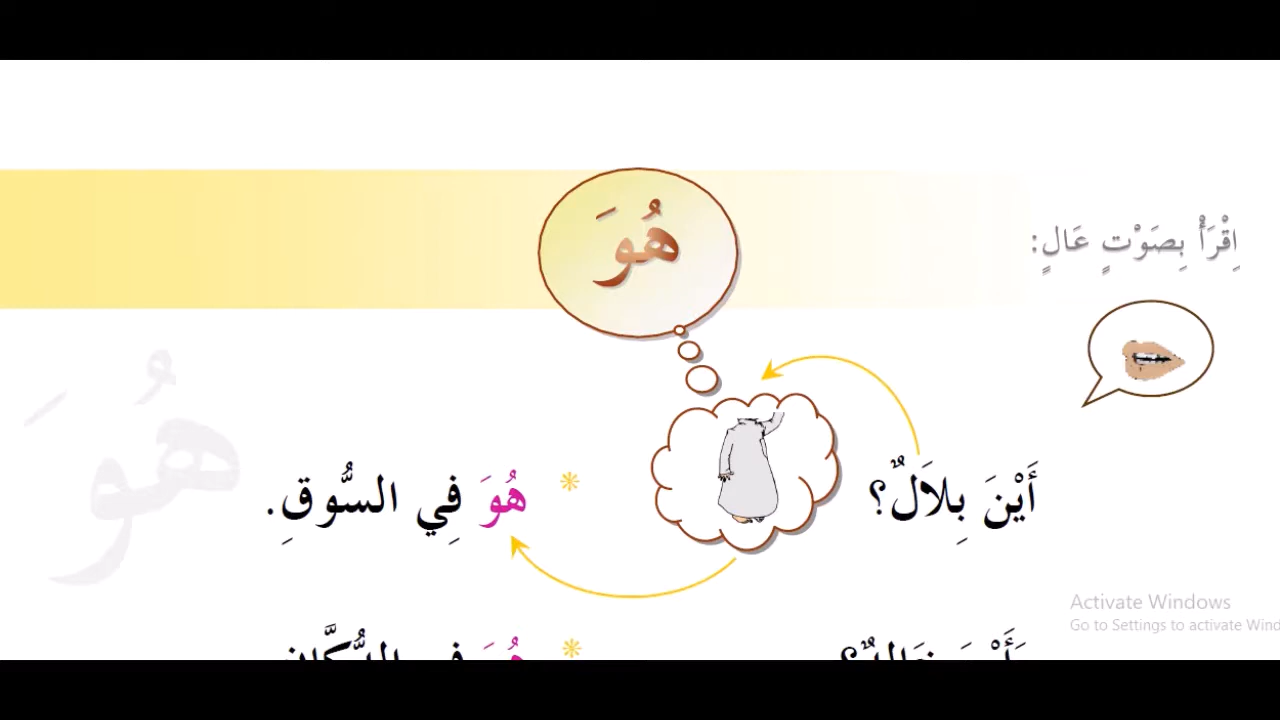 اِقْرَأْ بِصَوْتٍ عَالٍ:
هُوَ
أَيْنَ بِلَالٌ؟
* هُوَ فِي السُّوقِ.
هُوَ
Activate Windows
Go to Settings to activate Wind